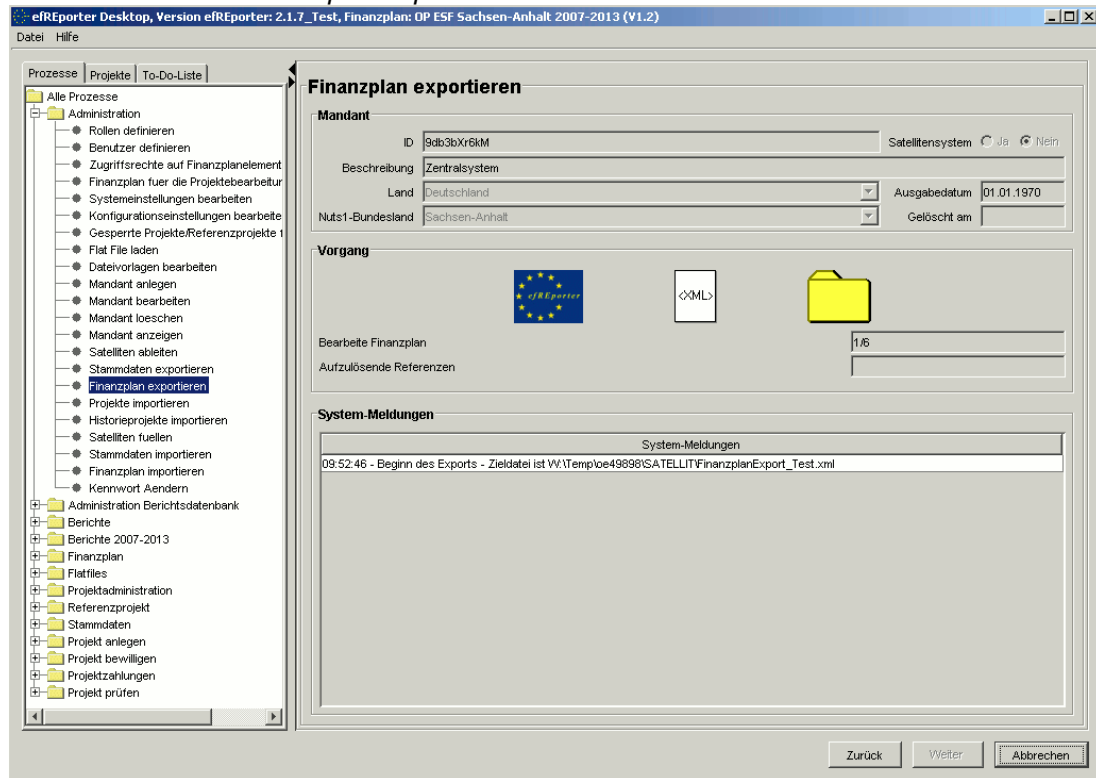 efREporter Desktop, Version efREporter: 2.1.7_Test, Finanzplan: OP ESF Sachsen-Anhalt 2007-2013 (V1.2)
Datei Hilfe
Prozesse Projekte To-Do-Liste
Alle Prozesse
Administration
Rollen definieren
Benutzer definieren
Zugriffsrechte auf Finanzplanelement
Finanzplan fuer die Projektebearbeitur
Systemeinstellungen bearbeiten
Konfigurationseinstellungen bearbeite
Gesperrte Projekte/Referenzprojekte f
Flat File laden
Dateivorlagen bearbeiten
Mandant anlegen
Mandant bearbeiten
Mandant loeschen
Mandant anzeigen
Satelliten ableiten
Stammdaten exportieren
Finanzplan exportieren
Projekte importieren
Historieprojekte importieren
Satelliten fuellen
Stammdaten importieren
Finanzplan importieren
Kennwort Aendern
Administration Berichtsdatenbank
Berichte
Berichte 2007-2013
Finanzplan
Flatfiles
Projektadministration
Referenzprojekt
Stammdaten
Projekt anlegen
Projekt bewilligen
Projektzahlungen
Projekt prüfen
Finanzplan exportieren
Mandant
ID 9db3bXr6kM Satellitensystem Ja Nein
Beschreibung Zentralsystem
Land Deutschland Ausgabedatum 01.01.1970
Nuts1-Bundesland Sachsen-Anhalt Gelöscht am
Vorgang
efREporter <XML>
Bearbeite Finanzplan 1/6
Aufzulösende Referenzen
System-Meldungen
System-Meldungen
09:52:46 - Beginn des Exports - Zieldatei ist W:\Temp\oe49898\SATELLIT\FinanzplanExport_Test.xml
Zurück Weiter Abbrechen